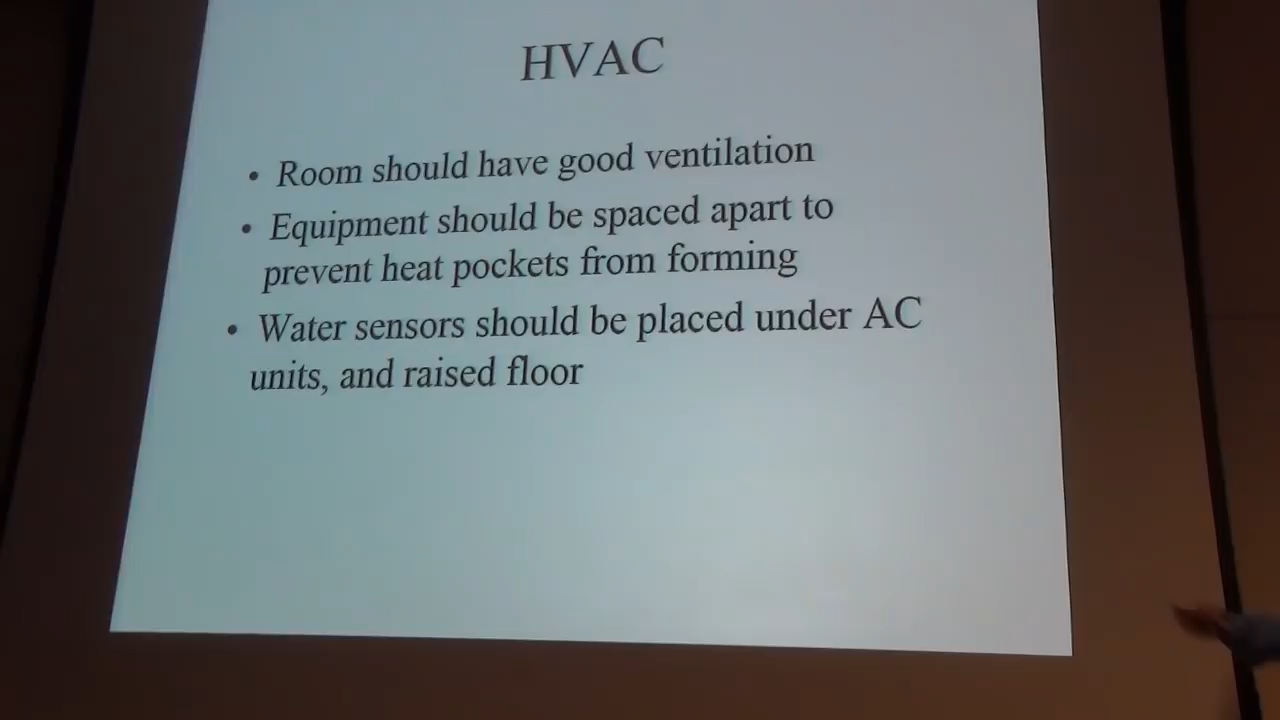 HVAC
• Room should have good ventilation
• Equipment should be spaced apart to
prevent heat pockets from forming
• Water sensors should be placed under AC
units, and raised floor